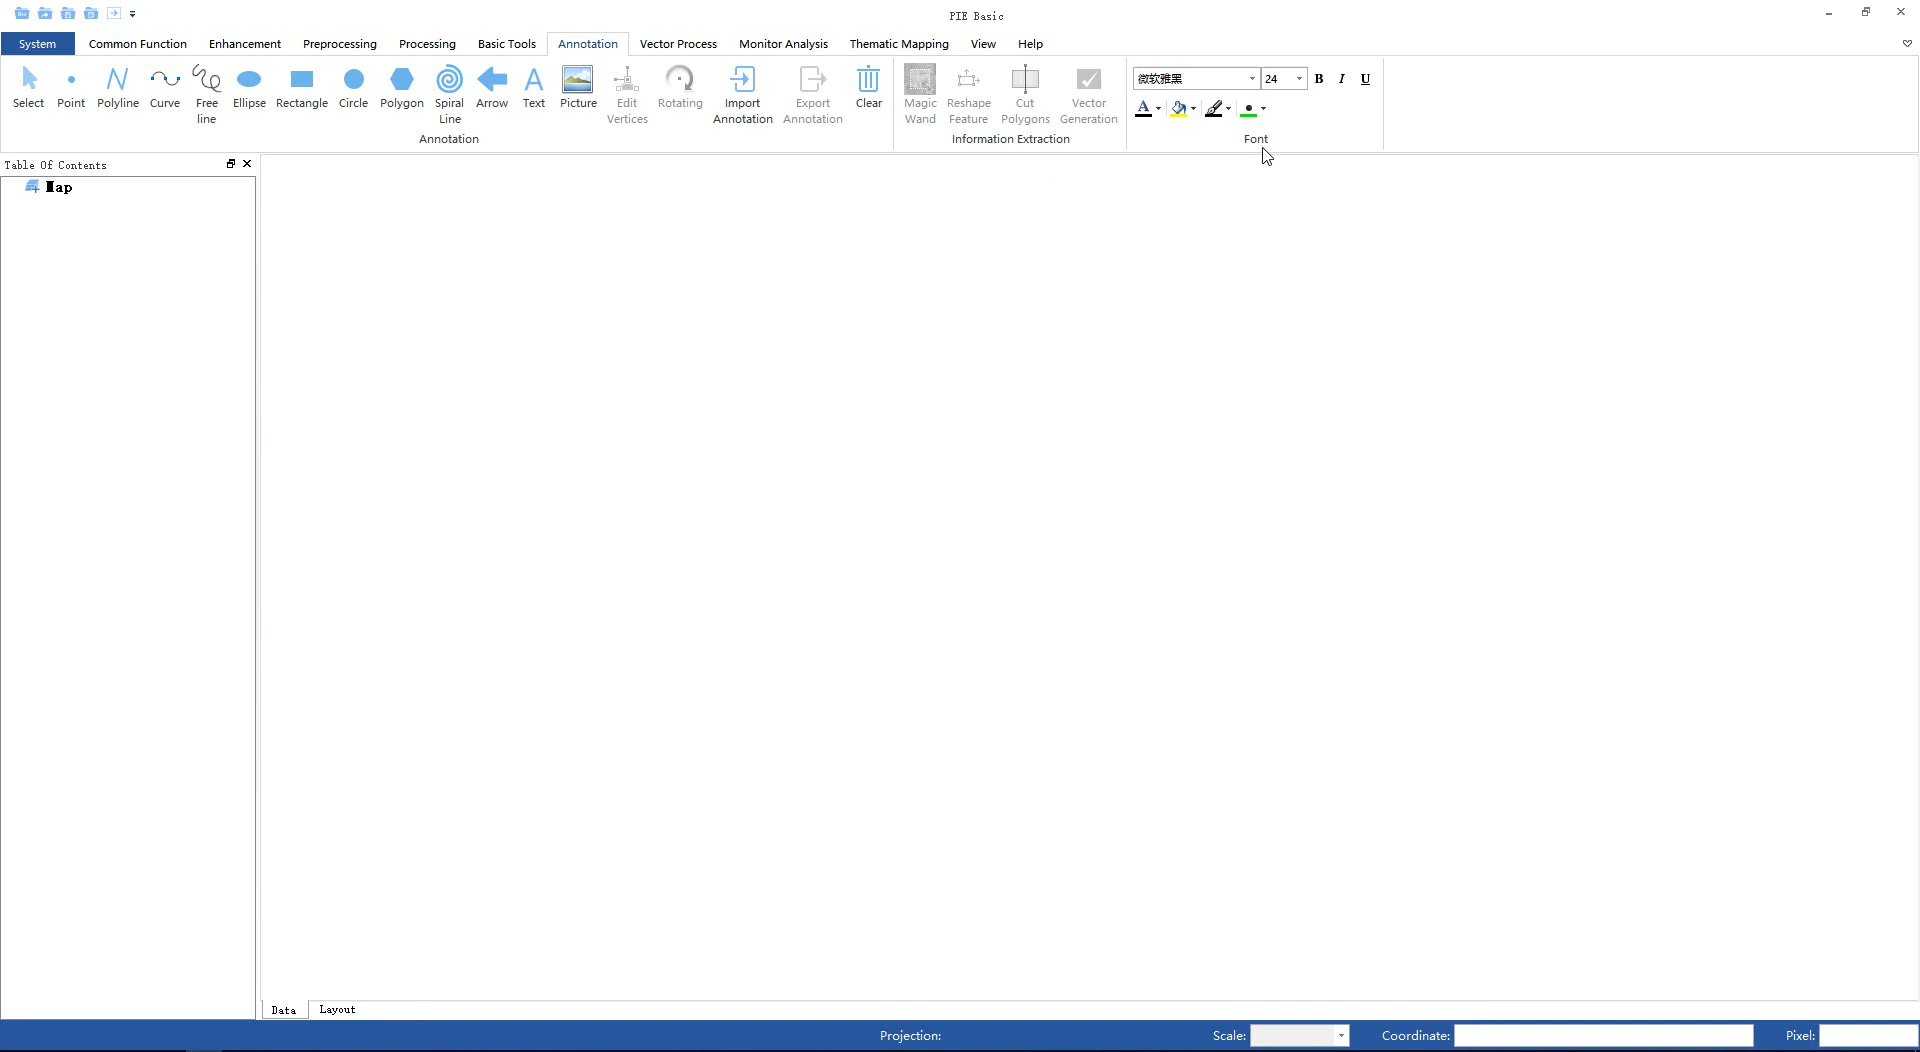 PIE Basic
System Common Function Enhancement Preprocessing Processing Basic Tools Annotation Vector Process Monitor Analysis Thematic Mapping View Help
Select Point Polyline Curve Free line Ellipse Rectangle Circle Polygon Spiral Line Arrow Text Picture Edit Vertices Rotating Import Annotation Export Annotation Clear
Annotation
Magic Wand Reshape Feature Cut Polygons Vector Generation
Information Extraction
微软雅黑 24 B I U
A
Font
Table Of Contents
Map
Data Layout
Projection: Scale: Coordinate: Pixel: